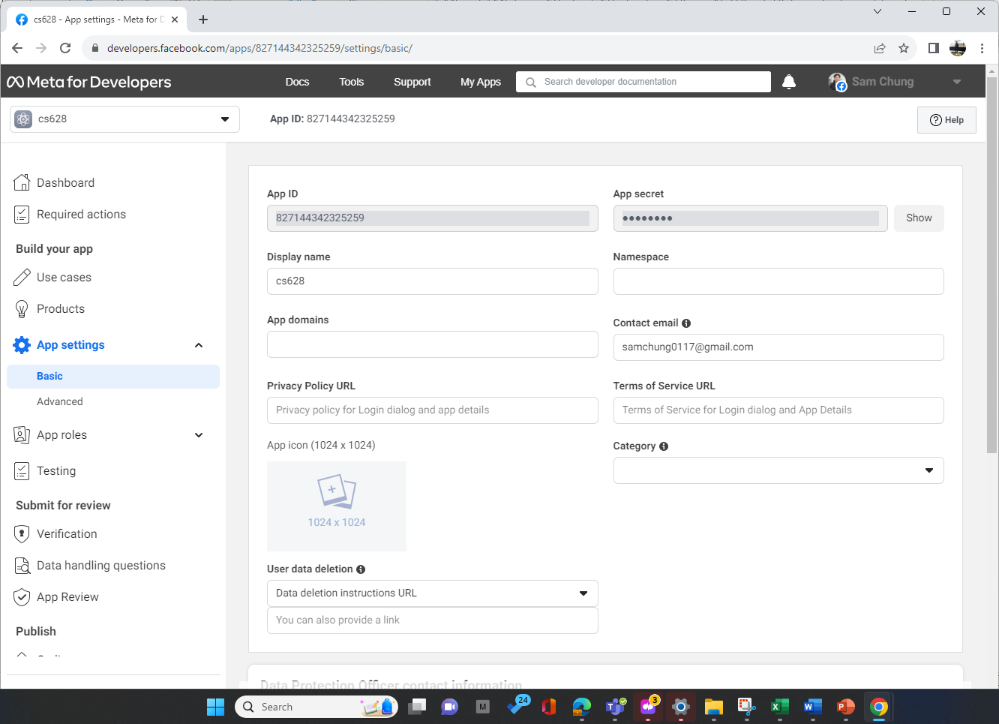 cs628 - App settings - Meta for D
developers.facebook.com/apps/827144342325259/settings/basic/
Meta for Developers
Docs
Tools
Support
My Apps
Search developer documentation
Sam Chung
cs628
App ID: 827144342325259
Help
Dashboard
Required actions
Build your app
Use cases
Products
App settings
Basic
Advanced
App roles
Testing
Submit for review
Verification
Data handling questions
App Review
Publish
App ID
827144342325259
App secret
••••••••
Show
Display name
cs628
Namespace
App domains
Contact email
samchung0117@gmail.com
Privacy Policy URL
Privacy policy for Login dialog and app details
Terms of Service URL
Terms of Service for Login dialog and App Details
App icon (1024 x 1024)
1024 x 1024
Category
User data deletion
Data deletion instructions URL
You can also provide a link
Data Protection Officer contact information
Search
M
24
3